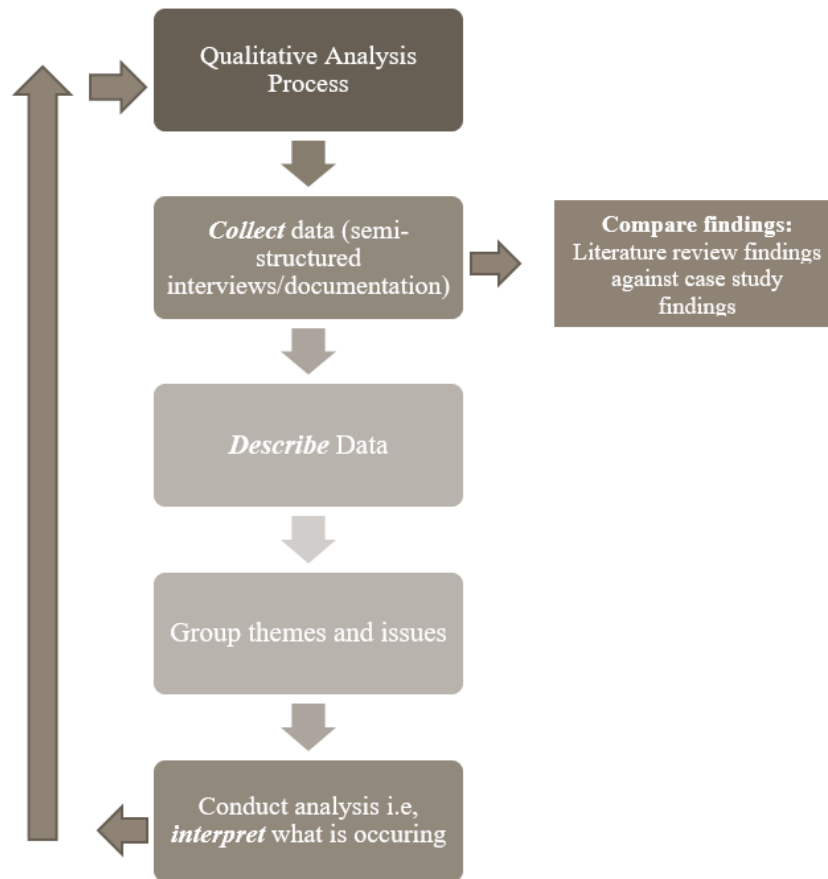 Qualitative Analysis
Process
Collect data (semi-
structured
interviews/documentation)
Compare findings:
Literature review findings
against case study
findings
Describe Data
Group themes and issues
Conduct analysis i.e,
interpret what is occuring